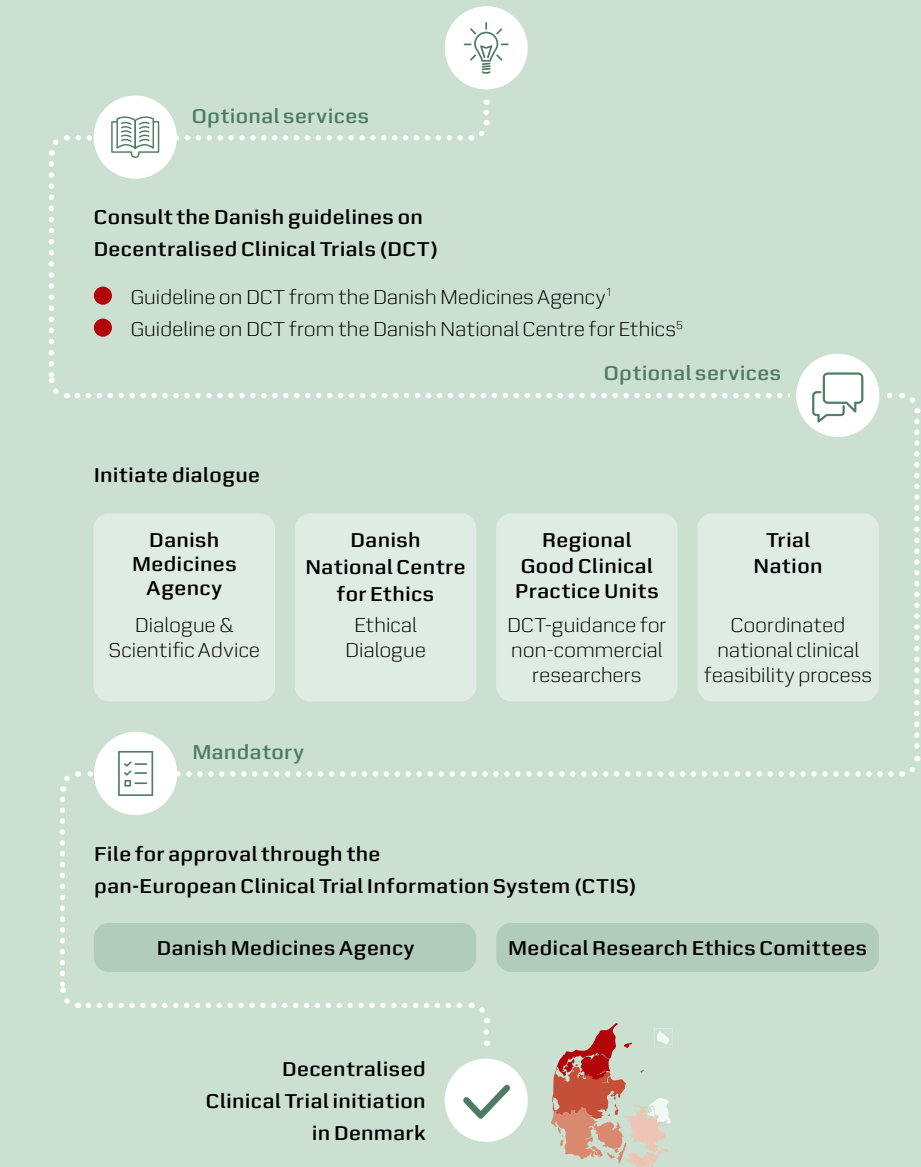 Optional services
Consult the Danish guidelines on
Decentralised Clinical Trials (DCT)
Guideline on DCT from the Danish Medicines Agency¹
Guideline on DCT from the Danish National Centre for Ethics⁵
Optional services
Initiate dialogue
Danish
Medicines
Agency
Dialogue &
Scientific Advice
Danish
National Centre
for Ethics
Ethical
Dialogue
Regional
Good Clinical
Practice Units
DCT-guidance for
non-commercial
researchers
Trial
Nation
Coordinated
national clinical
feasibility process
Mandatory
File for approval through the
pan-European Clinical Trial Information System (CTIS)
Danish Medicines Agency
Medical Research Ethics Comittees
Decentralised
Clinical Trial initiation
in Denmark